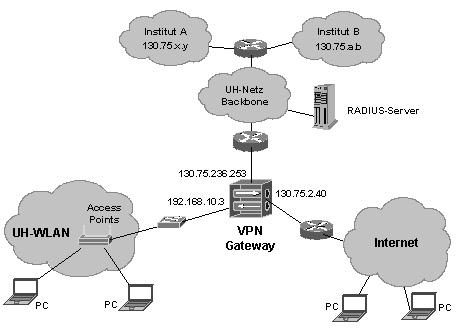 Institut A
130.75.x.y
Institut B
130.75.a.b
UH-Netz
Backbone
RADIUS-Server
130.75.236.253
192.168.10.3
130.75.2.40
VPN
Gateway
Access
Points
UH-WLAN
Internet
PC
PC
PC
PC